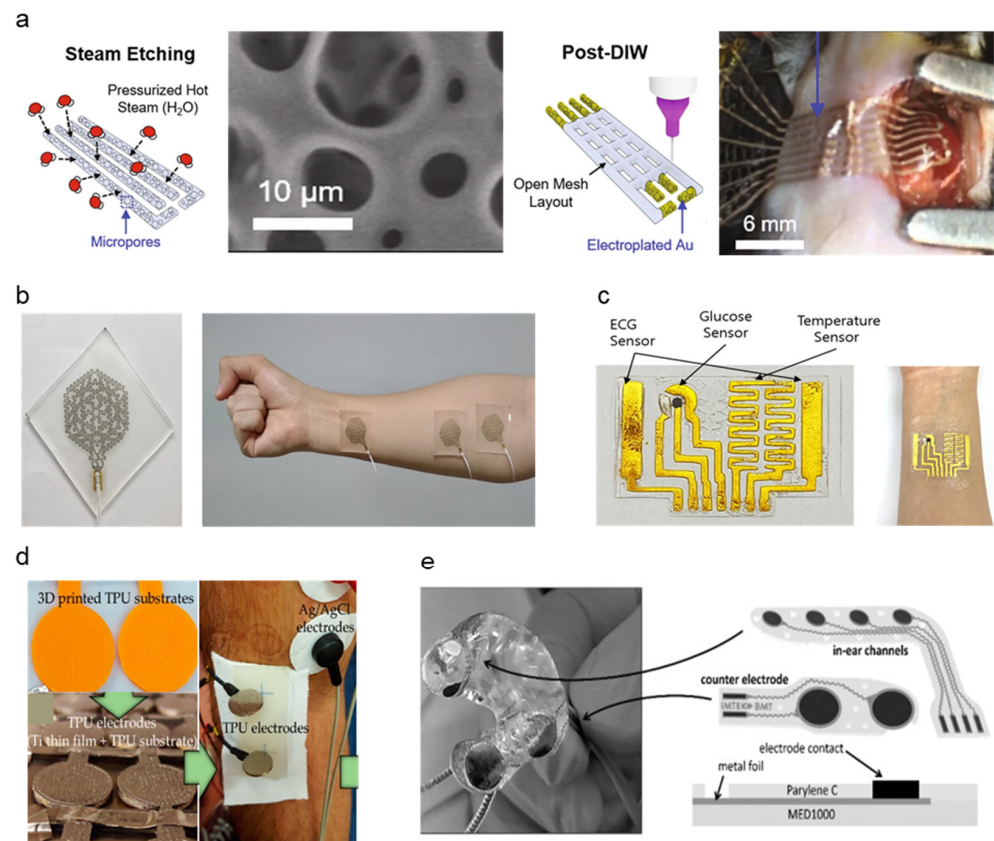 a
Steam Etching
Pressurized Hot
Steam (H₂O)
Micropores
10 µm
Post-DIW
Open Mesh
Layout
Electroplated Au
6 mm
b
c
ECG
Sensor
Glucose
Sensor
Temperature
Sensor
d
3D printed TPU substrates
TPU electrodes
(Ti thin film + TPU substrate)
Ag/AgCl
electrodes
TPU electrodes
e
in-ear channels
counter electrode
IMTEK BMT
electrode contact
metal foil
Parylene C
MED1000